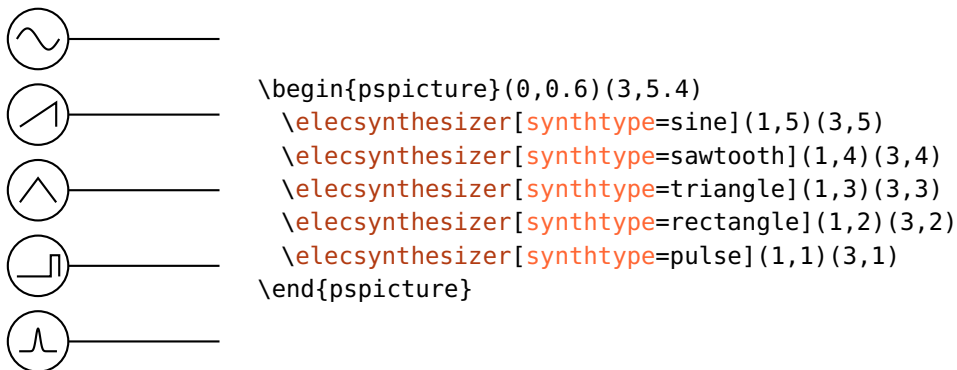 \begin{pspicture}(0,0.6)(3,5.4)
\elecsynthesizer[synthtype=sine](1,5)(3,5)
\elecsynthesizer[synthtype=sawtooth](1,4)(3,4)
\elecsynthesizer[synthtype=triangle](1,3)(3,3)
\elecsynthesizer[synthtype=rectangle](1,2)(3,2)
\elecsynthesizer[synthtype=pulse](1,1)(3,1)
\end{pspicture}